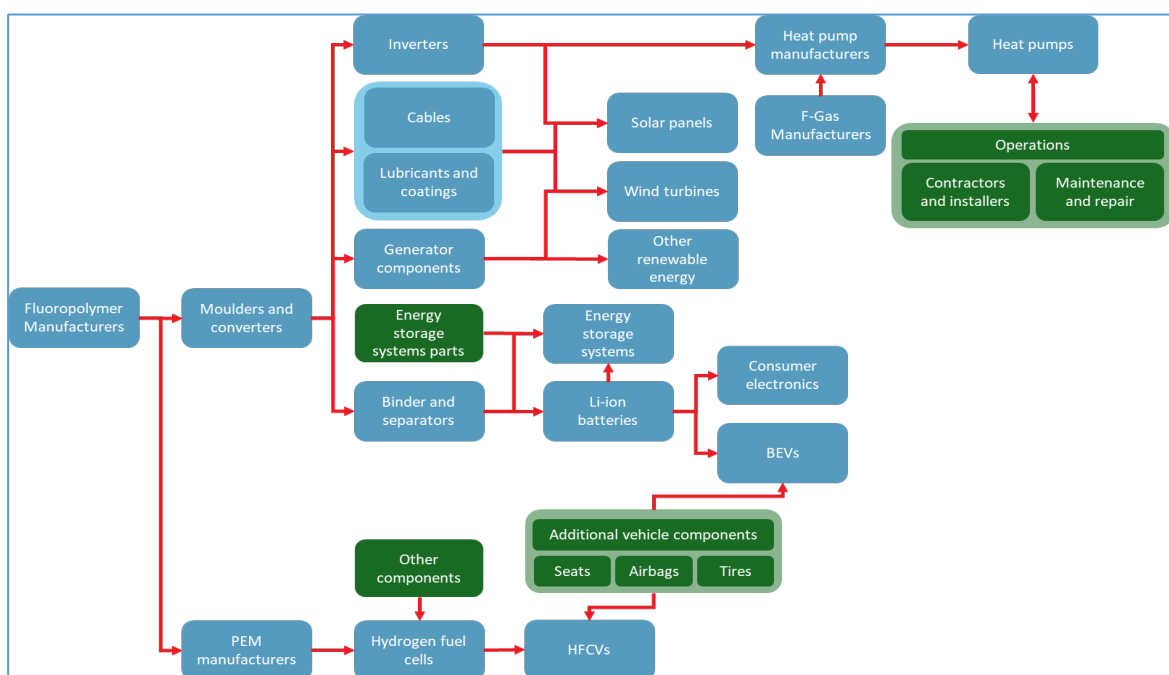 Inverters
Heat pump
manufacturers
Heat pumps
Cables
Lubricants and
coatings
Solar panels
F-Gas
Manufacturers
Operations
Contractors
and installers
Maintenance
and repair
Wind turbines
Generator
components
Other
renewable
energy
Fluoropolymer
Manufacturers
Moulders and
converters
Energy
storage
systems parts
Energy
storage
systems
Consumer
electronics
Binder and
separators
Li-ion
batteries
BEVs
Additional vehicle components
Seats
Airbags
Tires
Other
components
PEM
manufacturers
Hydrogen fuel
cells
HFCVs